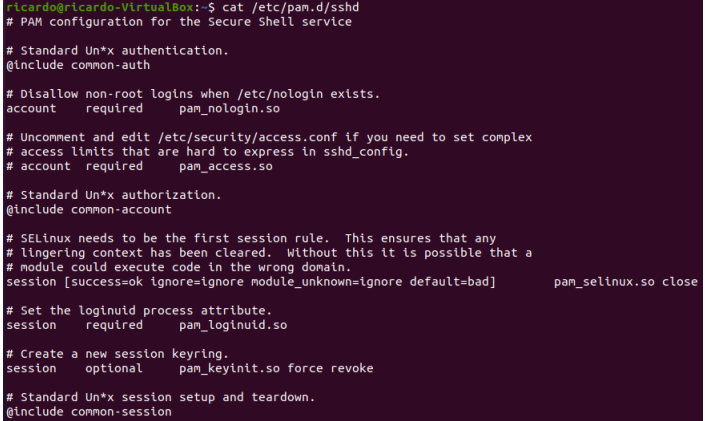 ricardo@ricardo-VirtualBox:~$ cat /etc/pam.d/sshd
# PAM configuration for the Secure Shell service

# Standard Un*x authentication.
@include common-auth

# Disallow non-root logins when /etc/nologin exists.
account    required     pam_nologin.so

# Uncomment and edit /etc/security/access.conf if you need to set complex
# access limits that are hard to express in sshd_config.
# account  required     pam_access.so

# Standard Un*x authorization.
@include common-account

# SELinux needs to be the first session rule.  This ensures that any
# lingering context has been cleared.  Without this it is possible that a
# module could execute code in the wrong domain.
session [success=ok ignore=ignore module_unknown=ignore default=bad]        pam_selinux.so close

# Set the loginuid process attribute.
session    required     pam_loginuid.so

# Create a new session keyring.
session    optional     pam_keyinit.so force revoke

# Standard Un*x session setup and teardown.
@include common-session